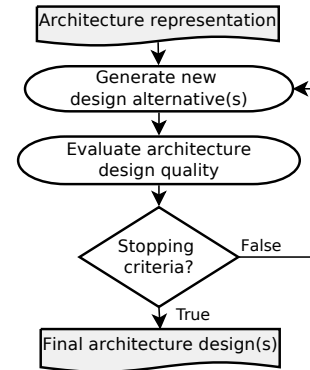 Architecture representation
Generate new
design alternative(s)
Evaluate architecture
design quality
Stopping
criteria?
False
True
Final architecture design(s)